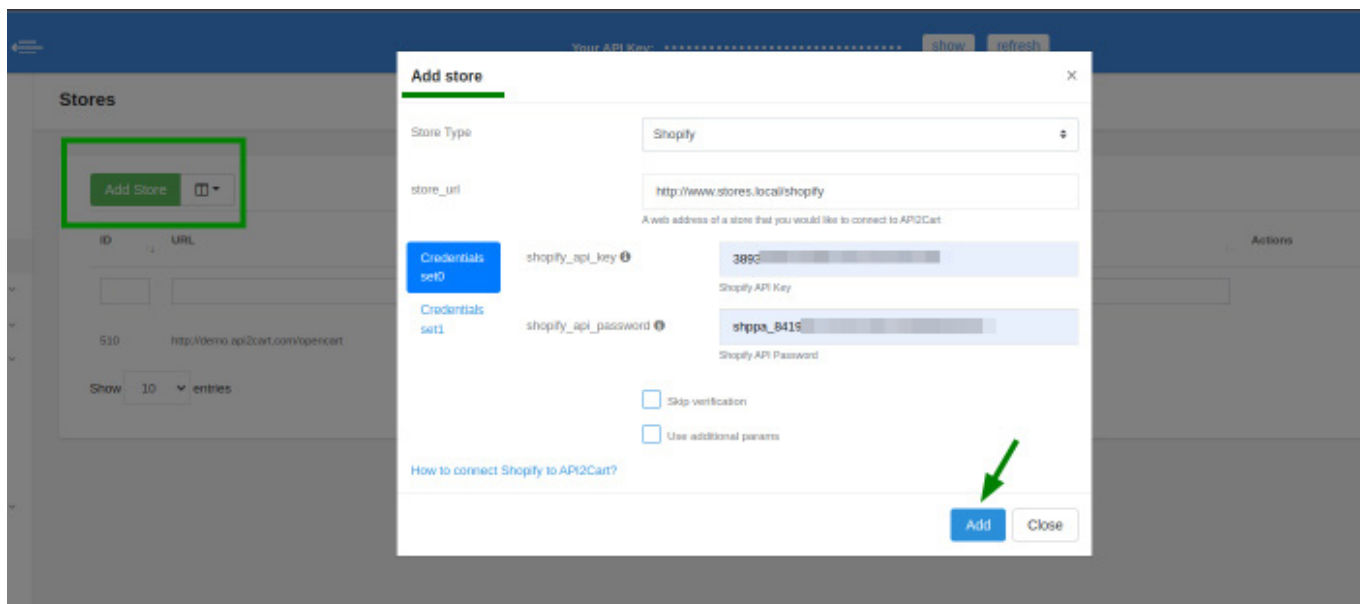 Your API Key: •••••••••••••••••••••••••••••••• show refresh
Stores
Add Store
ID URL Actions
510 http://demo.api2cart.com/opencart
Show 10 entries
Add store ×
Store Type Shopify
store_url http://www.stores.local/shopify
A web address of a store that you would like to connect to API2Cart
Credentials set0
Credentials set1
shopify_api_key 3893
Shopify API Key
shopify_api_password shppa_8419
Shopify API Password
Skip verification
Use additional params
How to connect Shopify to API2Cart?
Add Close